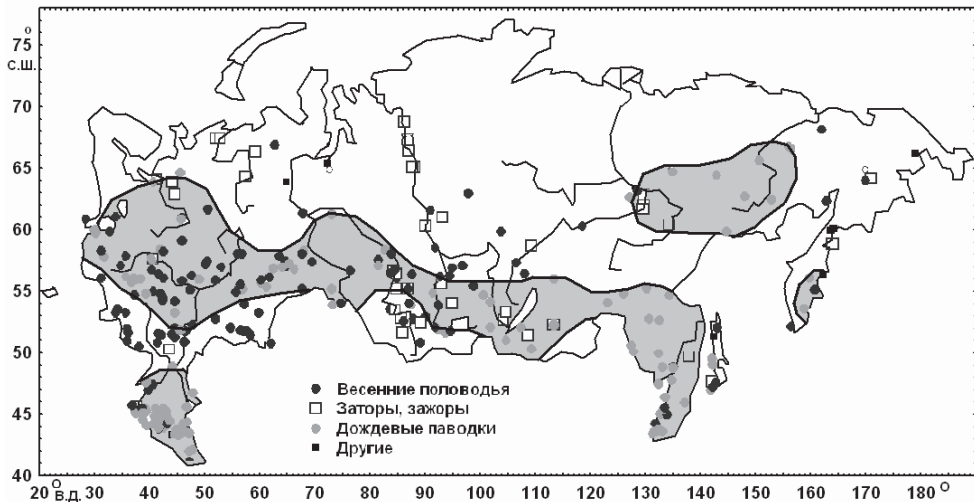 о
75
С.Ш.
70
65
60
55
50
45
40
Весенние половодья
Заторы, зажоры
Дождевые паводки
Другие
20 О В.Д. 30 40 50 60 70 80 90 100 110 120 130 140 150 160 170 180 О